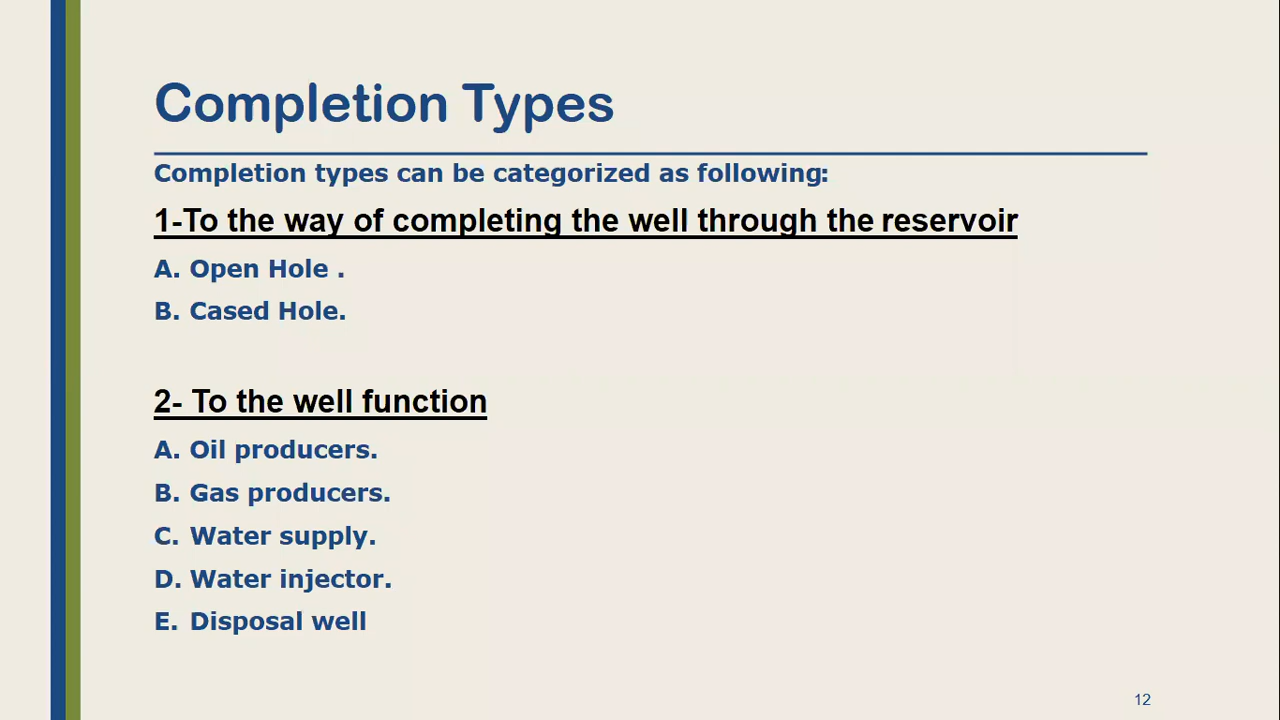 Completion Types
Completion types can be categorized as following:
1-To the way of completing the well through the reservoir
A. Open Hole .
B. Cased Hole.
2- To the well function
A. Oil producers.
B. Gas producers.
C. Water supply.
D. Water injector.
E. Disposal well
12